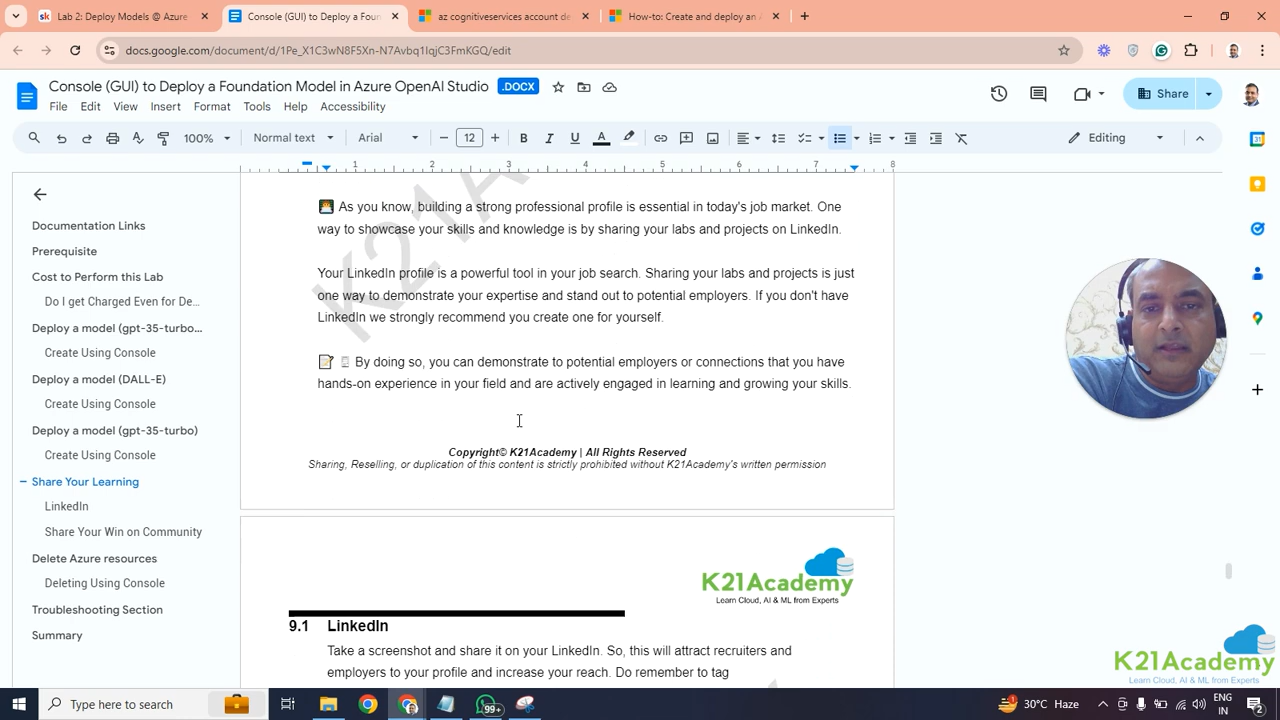 Lab 2: Deploy Models @ Azure
Console (GUI) to Deploy a Foun
az cognitiveservices account de
How-to: Create and deploy an A
docs.google.com/document/d/1Pe_X1C3wN8F5Xn-N7Avbq1IqjC3FmKGQ/edit
Console (GUI) to Deploy a Foundation Model in Azure OpenAI Studio .DOCX
Share
File Edit View Insert Format Tools Help Accessibility
100% Normal text Arial 12 Editing
1 2 3 4 5 6 7 8
Documentation Links
Prerequisite
Cost to Perform this Lab
Do I get Charged Even for De...
Deploy a model (gpt-35-turbo...
Create Using Console
Deploy a model (DALL-E)
Create Using Console
Deploy a model (gpt-35-turbo)
Create Using Console
Share Your Learning
LinkedIn
Share Your Win on Community
Delete Azure resources
Deleting Using Console
Troubleshooting Section
Summary
K21A
As you know, building a strong professional profile is essential in today's job market. One
way to showcase your skills and knowledge is by sharing your labs and projects on LinkedIn.
Your LinkedIn profile is a powerful tool in your job search. Sharing your labs and projects is just
one way to demonstrate your expertise and stand out to potential employers. If you don't have
LinkedIn we strongly recommend you create one for yourself.
By doing so, you can demonstrate to potential employers or connections that you have
hands-on experience in your field and are actively engaged in learning and growing your skills.
Copyright© K21Academy | All Rights Reserved
Sharing, Reselling, or duplication of this content is strictly prohibited without K21Academy's written permission
K21Academy
Learn Cloud, AI & ML from Experts
9.1 LinkedIn
Take a screenshot and share it on your LinkedIn. So, this will attract recruiters and
employers to your profile and increase your reach. Do remember to tag
K21Academy
Learn Cloud, AI & ML from Experts
Type here to search
99+
30°C Haze
ENG
IN
2